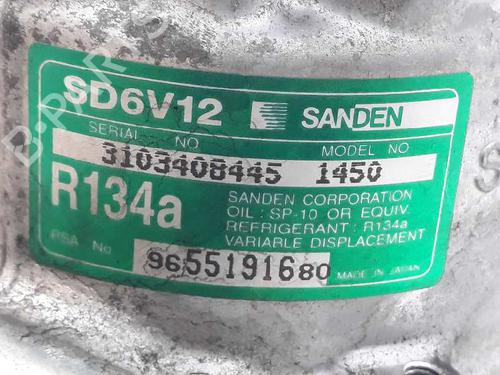 SD6V12 SANDEN
SERIAL NO MODEL NO
3103408445 1450
R134a
SANDEN CORPORATION
OIL : SP-10 OR EQUIV.
REFRIGERANT : R134a
VARIABLE DISPLACEMENT
PSA No 9655191680 MADE IN JAPAN
B-PARTS